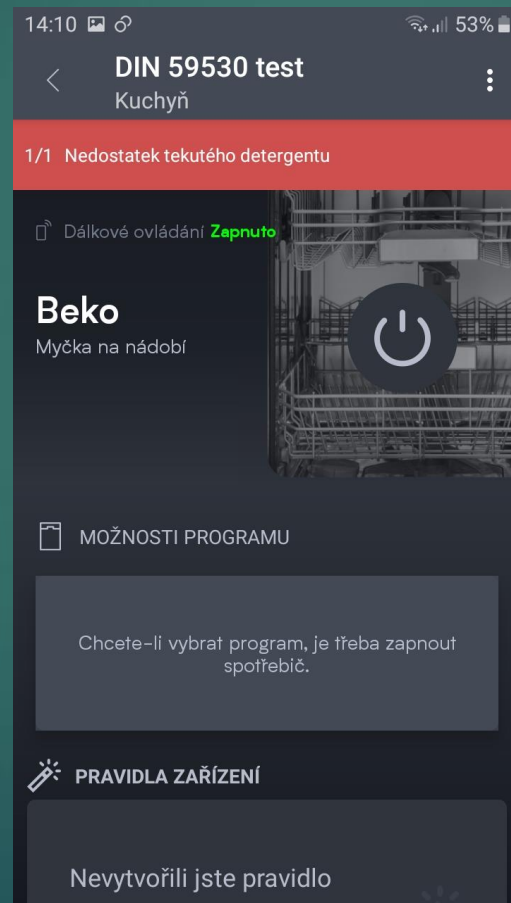 14:10 53%
DIN 59530 test
Kuchyň
1/1 Nedostatek tekutého detergentu
Dálkové ovládání Zapnuto
Beko
Myčka na nádobí
MOŽNOSTI PROGRAMU
Chcete-li vybrat program, je třeba zapnout
spotřebič.
PRAVIDLA ZAŘÍZENÍ
Nevytvořili jste pravidlo